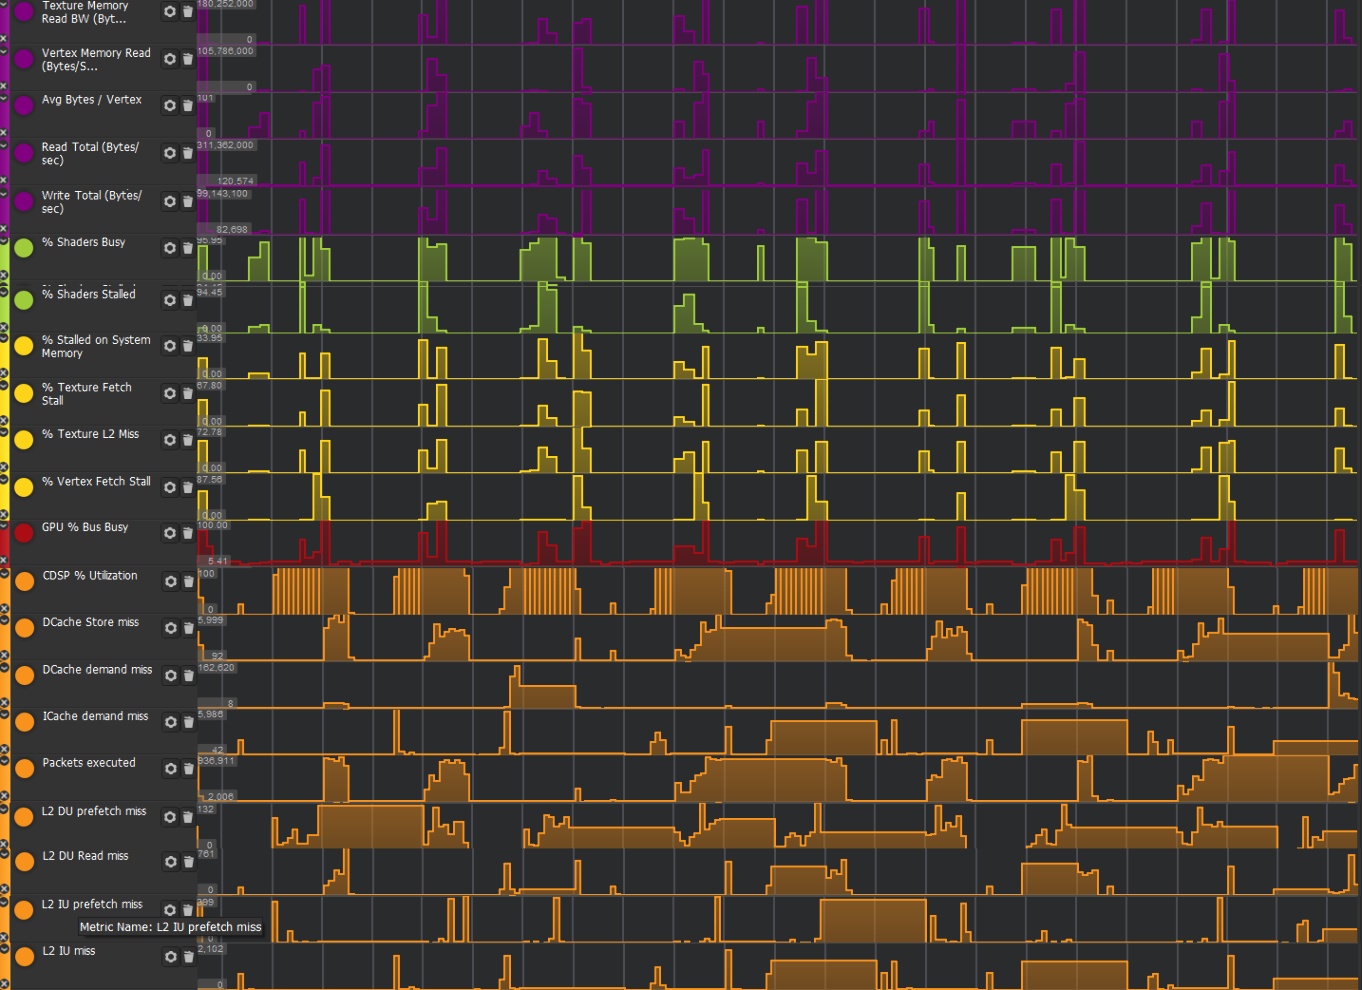 Texture Memory
Read BW (Byt...
180,252,000
0
Vertex Memory Read
(Bytes/S...
105,786,000
0
Avg Bytes / Vertex
101
0
Read Total (Bytes/
sec)
311,362,000
120,574
Write Total (Bytes/
sec)
99,143,100
82,698
% Shaders Busy
95.95
0.00
% Shaders Stalled
94.45
0.00
% Stalled on System
Memory
33.95
0.00
% Texture Fetch
Stall
67.80
0.00
% Texture L2 Miss
72.78
0.00
% Vertex Fetch Stall
87.56
0.00
GPU % Bus Busy
100.00
5.41
CDSP % Utilization
100
0
DCache Store miss
5,999
92
DCache demand miss
162,620
8
ICache demand miss
5,986
42
Packets executed
936,911
2,006
L2 DU prefetch miss
132
0
L2 DU Read miss
761
0
L2 IU prefetch miss
399
0
Metric Name: L2 IU prefetch miss
L2 IU miss
2,102
0